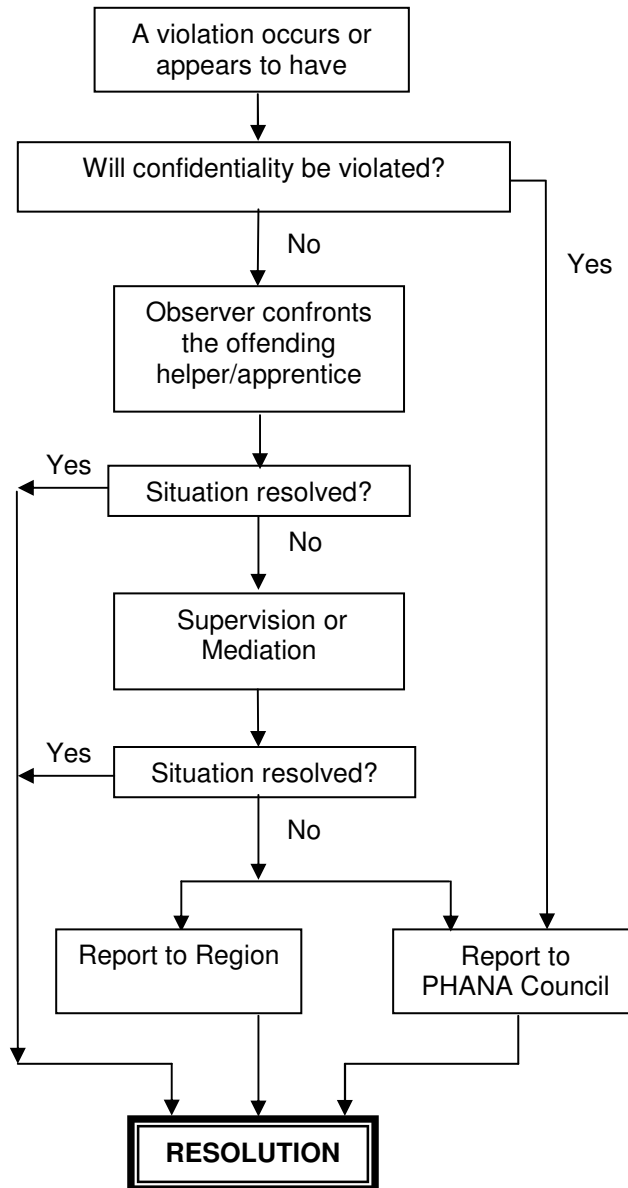 A violation occurs or
appears to have
Will confidentiality be violated?
No
Yes
Observer confronts
the offending
helper/apprentice
Yes
Situation resolved?
No
Supervision or
Mediation
Yes
Situation resolved?
No
Report to Region
Report to
PHANA Council
RESOLUTION